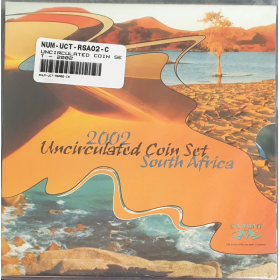 NUM-UCT-RSA02-C
UNCIRCULATED COIN SE
T - 2002
2002
Uncirculated Coin Set
South Africa